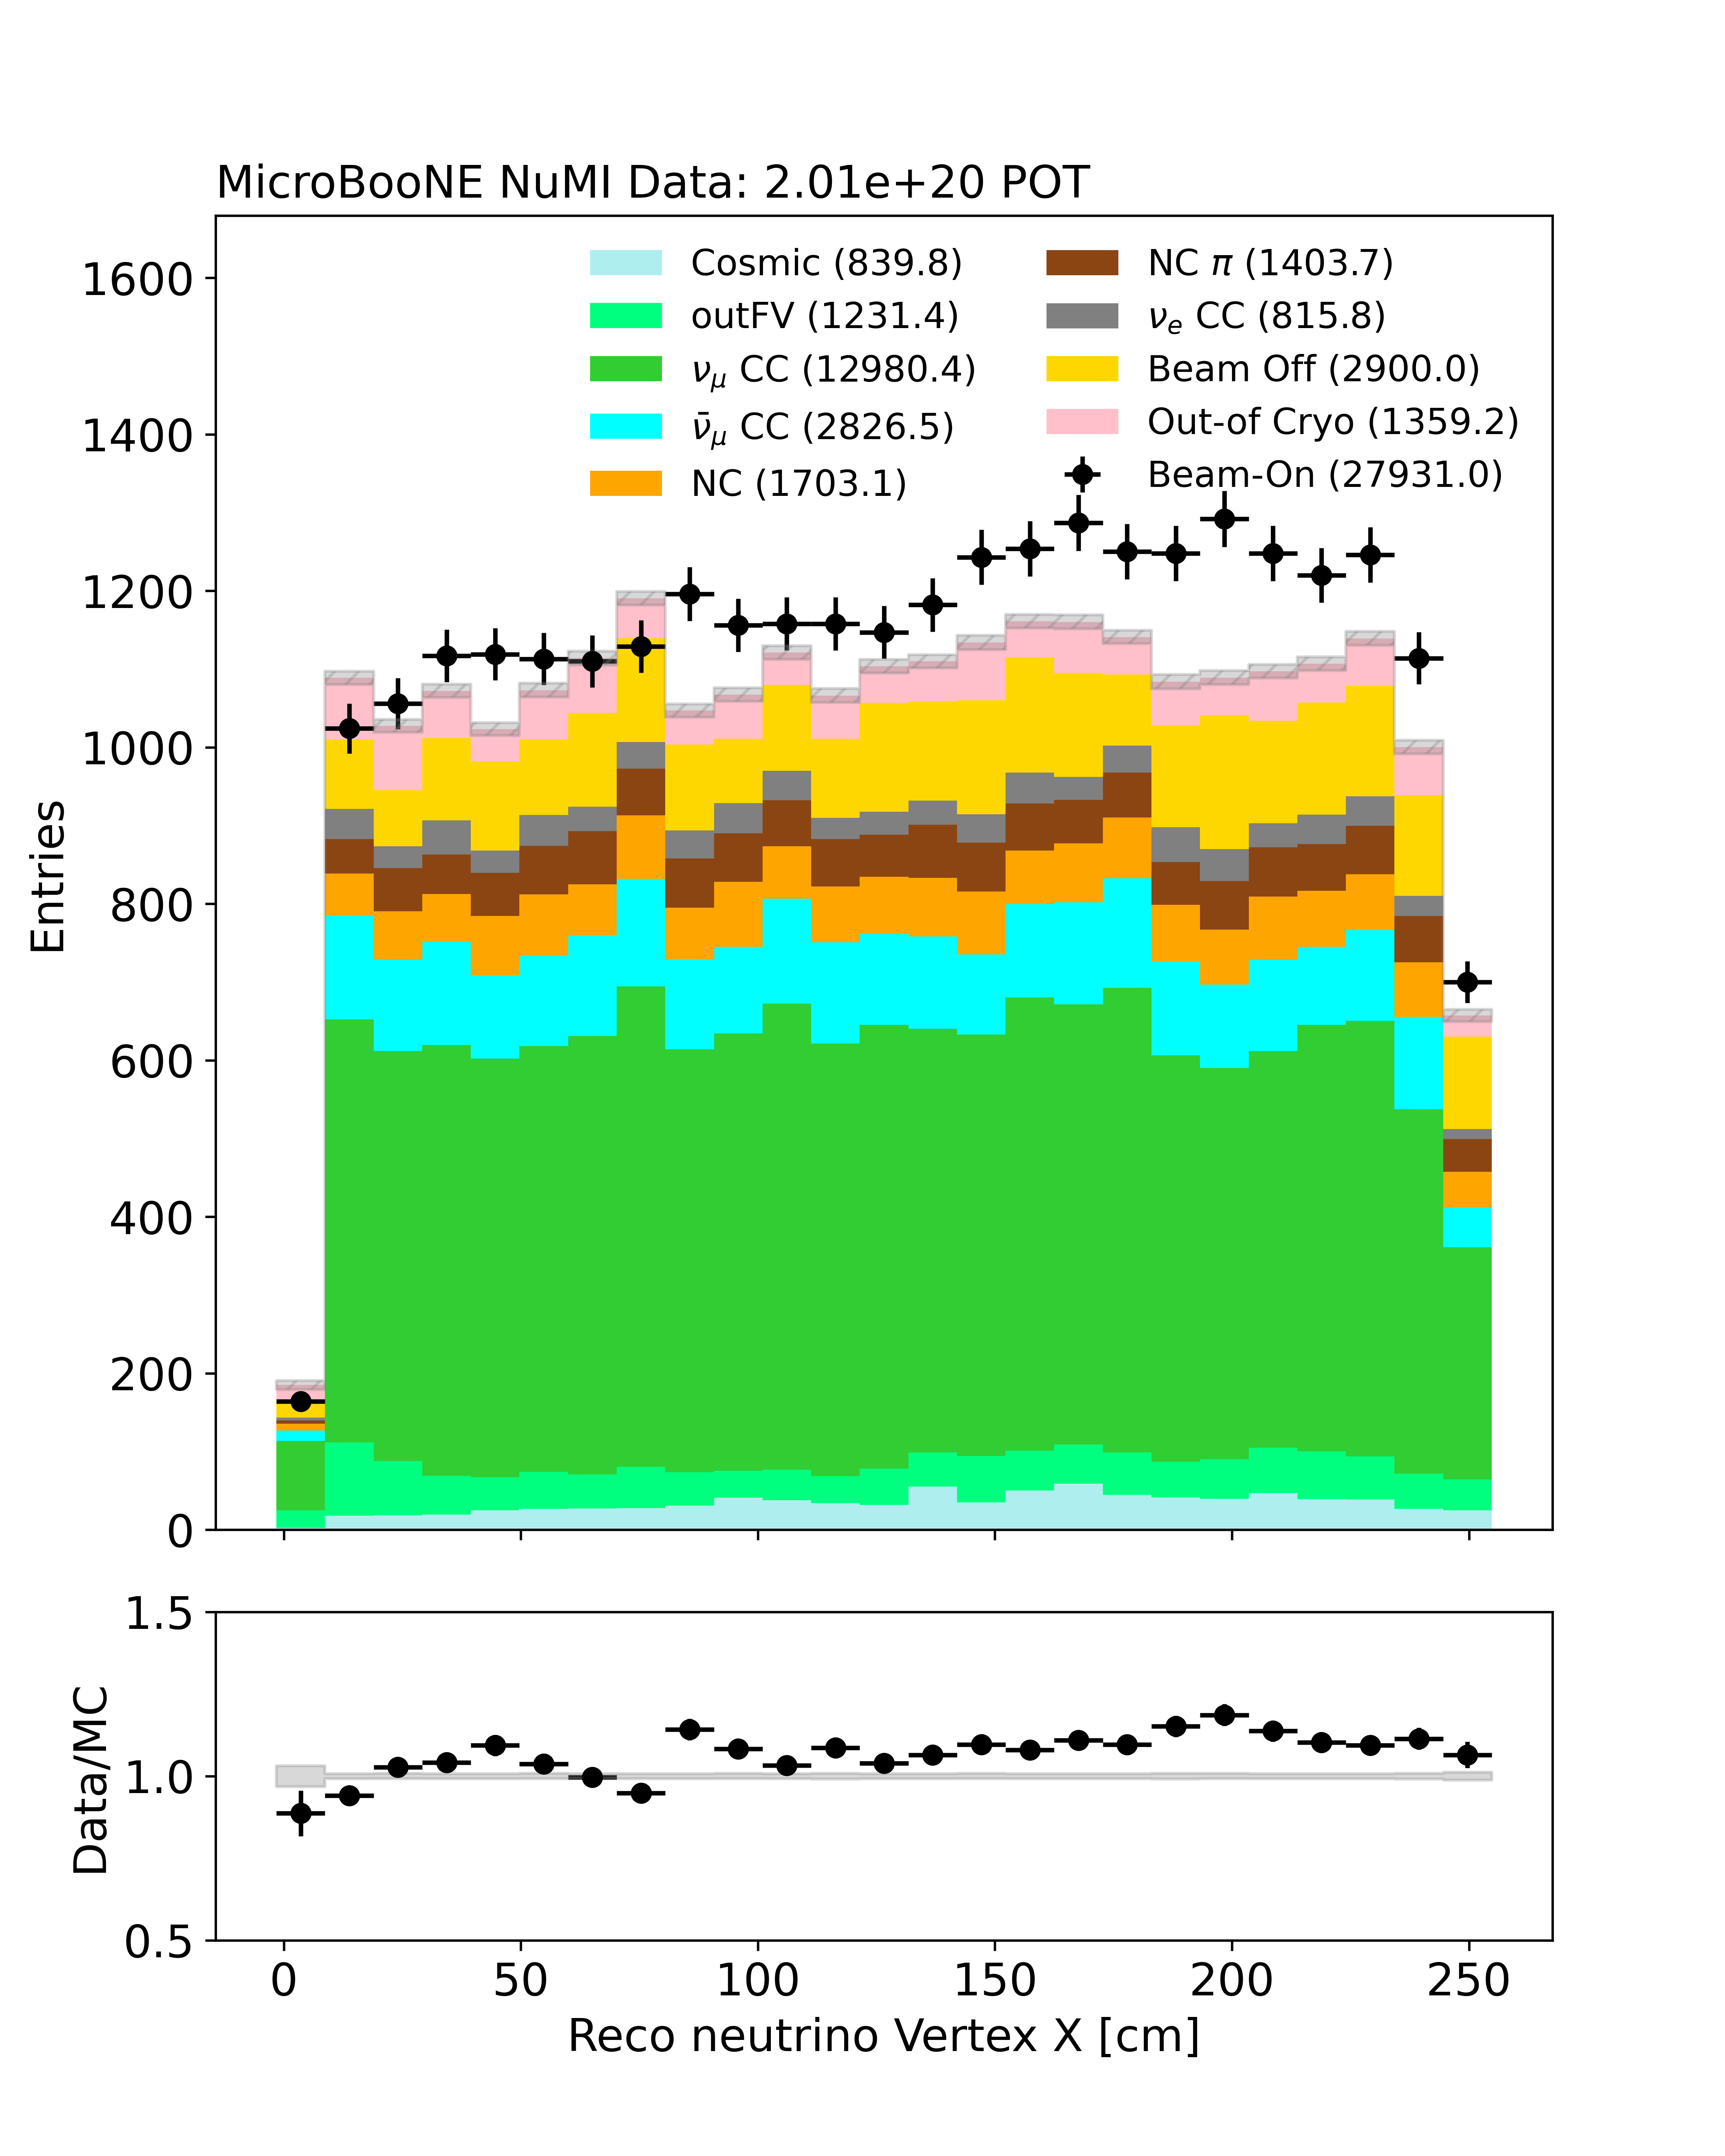 MicroBooNE NuMI Data: 2.01e+20 POT
Cosmic (839.8)
outFV (1231.4)
νμ CC (12980.4)
ν̄μ CC (2826.5)
NC (1703.1)
NC π (1403.7)
νe CC (815.8)
Beam Off (2900.0)
Out-of Cryo (1359.2)
Beam-On (27931.0)
Entries
1600
1400
1200
1000
800
600
400
200
0
Data/MC
1.5
1.0
0.5
0 50 100 150 200 250
Reco neutrino Vertex X [cm]